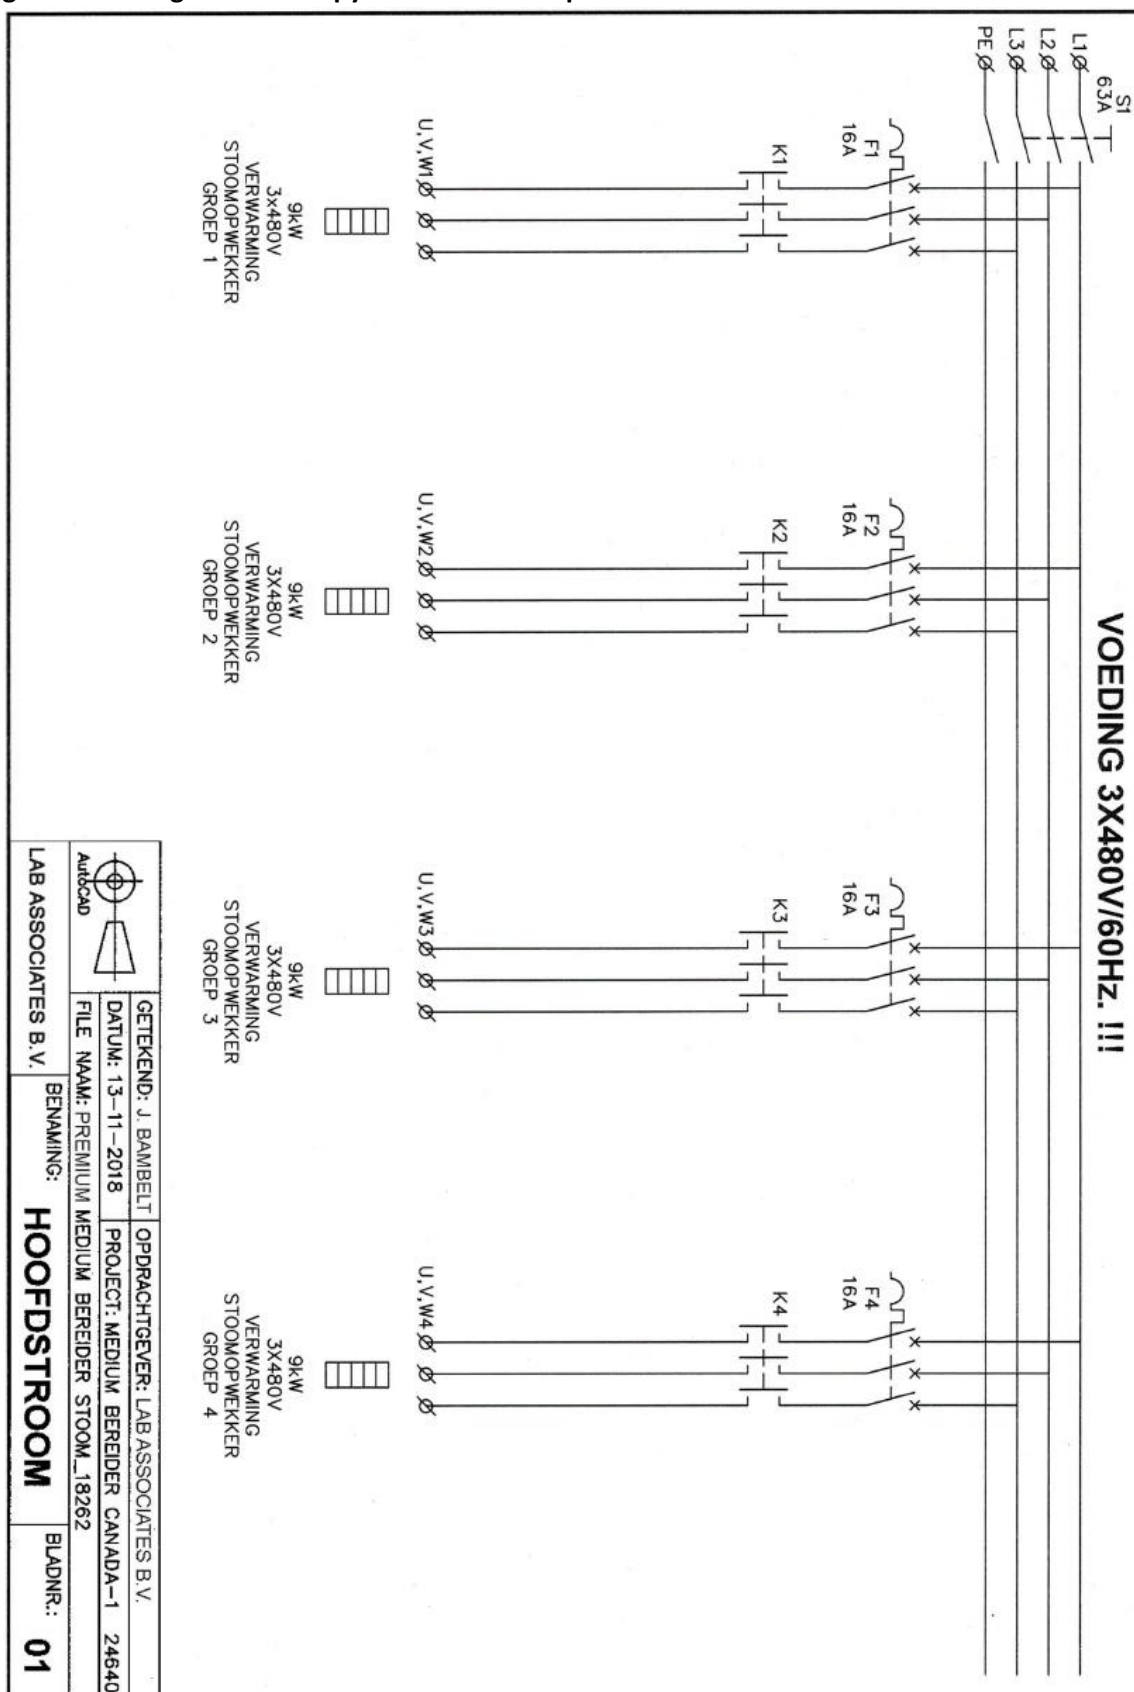 VOEDING 3X480V/60Hz. !!!
S1
63A
L1
L2
L3
PE
F1
16A
K1
U,V,W1
9kW
3x480V
VERWARMING
STOOMOPWEKKER
GROEP 1
F2
16A
K2
U,V,W2
9kW
3X480V
VERWARMING
STOOMOPWEKKER
GROEP 2
F3
16A
K3
U,V,W3
9kW
3X480V
VERWARMING
STOOMOPWEKKER
GROEP 3
F4
16A
K4
U,V,W4
9kW
3X480V
VERWARMING
STOOMOPWEKKER
GROEP 4
AutoCAD
GETEKEND: J. BAMBELT
OPDRACHTGEVER: LAB ASSOCIATES B.V.
DATUM: 13-11-2018
PROJECT: MEDIUM BEREIDER CANADA-1 24640
FILE NAAM: PREMIUM MEDIUM BEREIDER STOOM_18262
LAB ASSOCIATES B.V.
BENAMING: HOOFDSTROOM
BLADNR.: 01